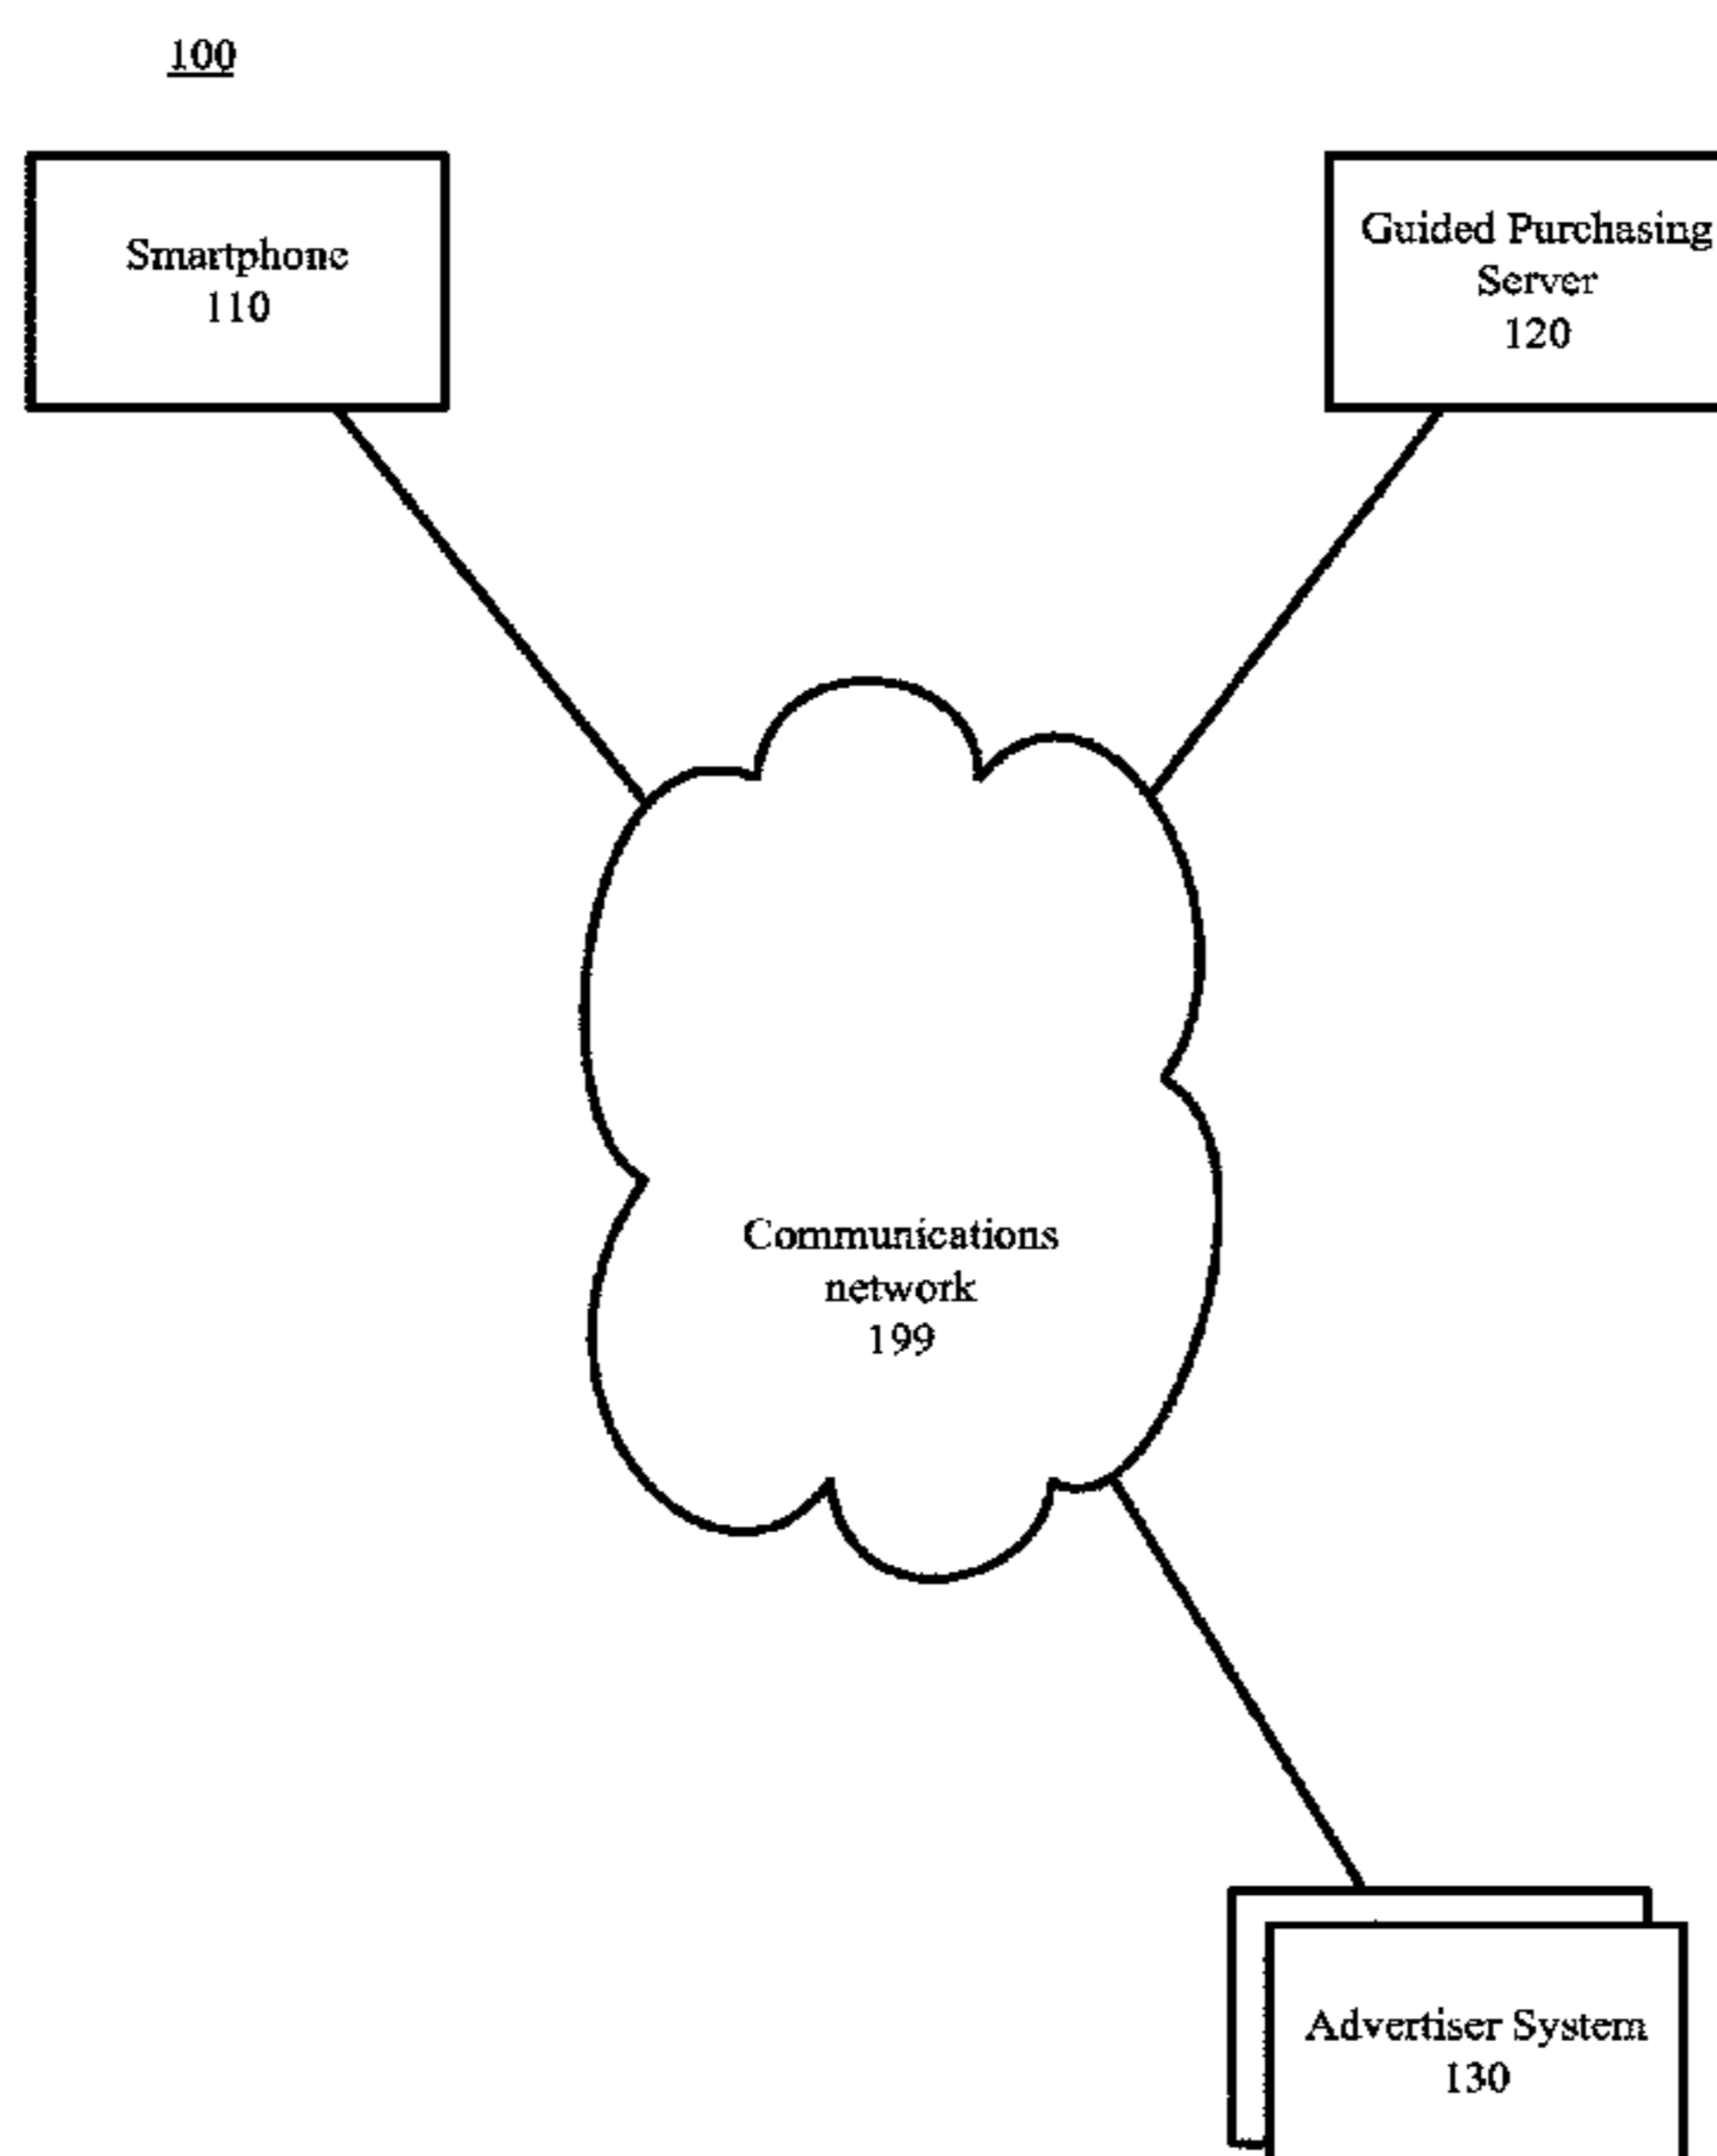 100
Smartphone
110
Guided Purchasing
Server
120
Communications
network
199
Advertiser System
130